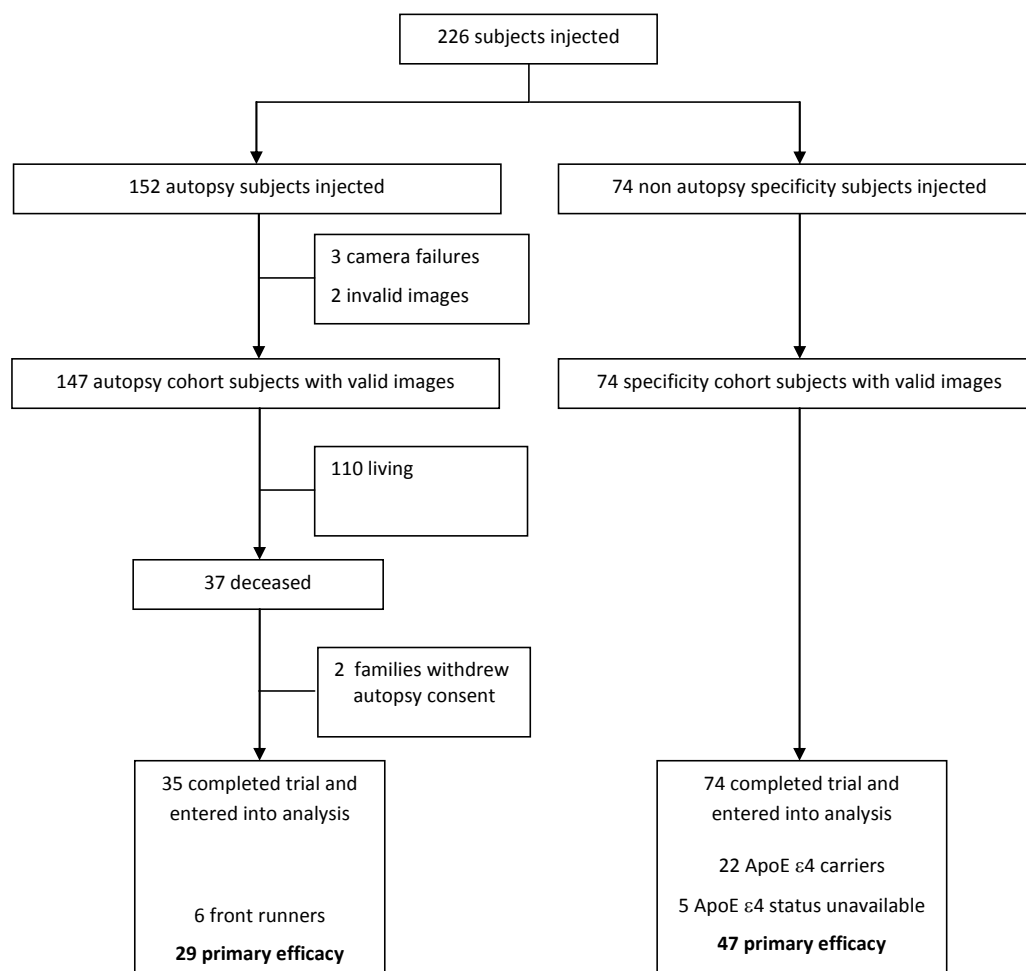 226 subjects injected
152 autopsy subjects injected
74 non autopsy specificity subjects injected
3 camera failures
2 invalid images
147 autopsy cohort subjects with valid images
74 specificity cohort subjects with valid images
110 living
37 deceased
2 families withdrew
autopsy consent
35 completed trial and
entered into analysis
6 front runners
29 primary efficacy
74 completed trial and
entered into analysis
22 ApoE ε4 carriers
5 ApoE ε4 status unavailable
47 primary efficacy